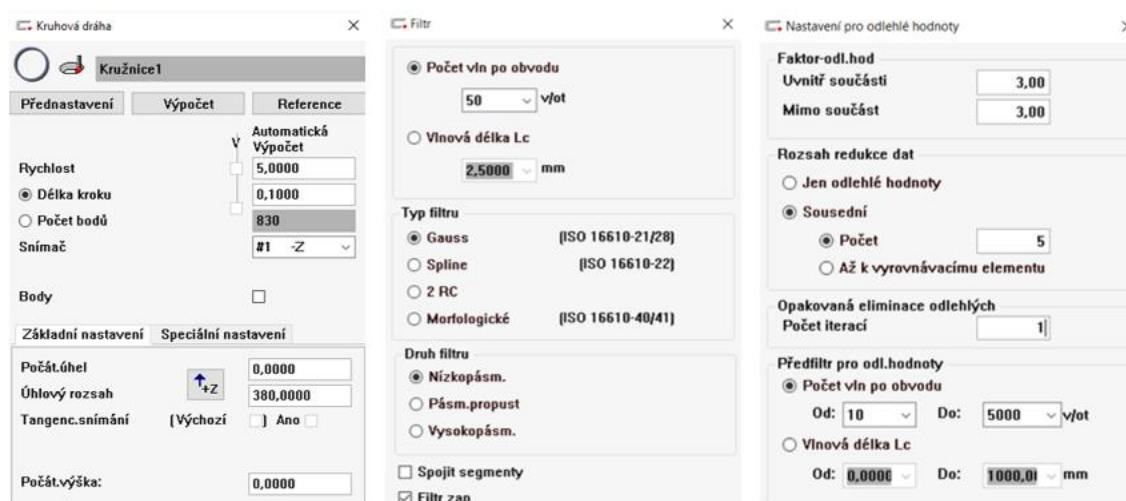 Kruhová dráha
Kružnice1
Přednastavení Výpočet Reference
Automatická
V Výpočet
Rychlost 5,0000
Délka kroku 0,1000
Počet bodů 830
Snímač #1 -Z
Body
Základní nastavení Speciální nastavení
Počát.úhel 0,0000
+Z
Úhlový rozsah 380,0000
Tangenc.snímání (Výchozí ) Ano
Počát.výška: 0,0000
Filtr
Počet vln po obvodu
50 v/ot
Vlnová délka Lc
2,5000 mm
Typ filtru
Gauss (ISO 16610-21/28)
Spline (ISO 16610-22)
2 RC
Morfologické (ISO 16610-40/41)
Druh filtru
Nízkopásm.
Pásm.propust
Vysokopásm.
Spojit segmenty
Filtr zap
Nastavení pro odlehlé hodnoty
Faktor-odl.hod
Uvnitř součásti 3,00
Mimo součást 3,00
Rozsah redukce dat
Jen odlehlé hodnoty
Sousední
Počet 5
Až k vyrovnávacímu elementu
Opakovaná eliminace odlehlých
Počet iterací 1
Předfiltr pro odl.hodnoty
Počet vln po obvodu
Od: 10 Do: 5000 v/ot
Vlnová délka Lc
Od: 0,0000 Do: 1000,0 mm